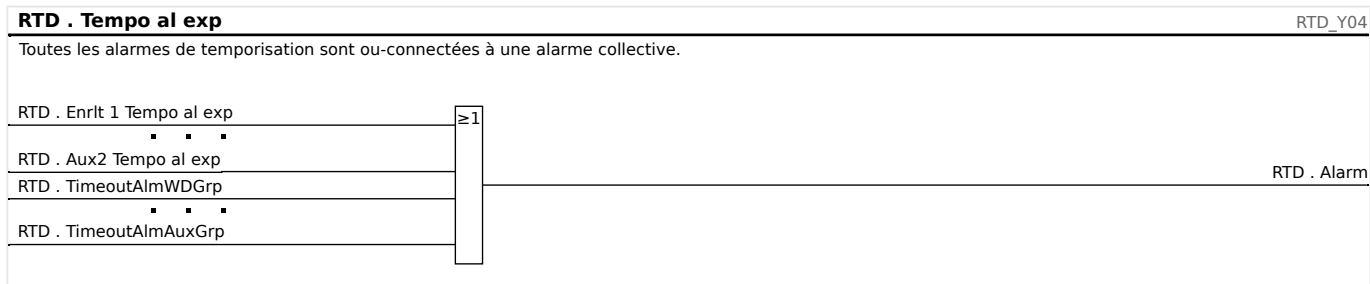 RTD . Tempo al exp
RTD_Y04
Toutes les alarmes de temporisation sont ou-connectées à une alarme collective.
RTD . Enrlt 1 Tempo al exp
≥1
RTD . Aux2 Tempo al exp
RTD . Alarm
RTD . TimeoutAlmWDGrp
RTD . TimeoutAlmAuxGrp